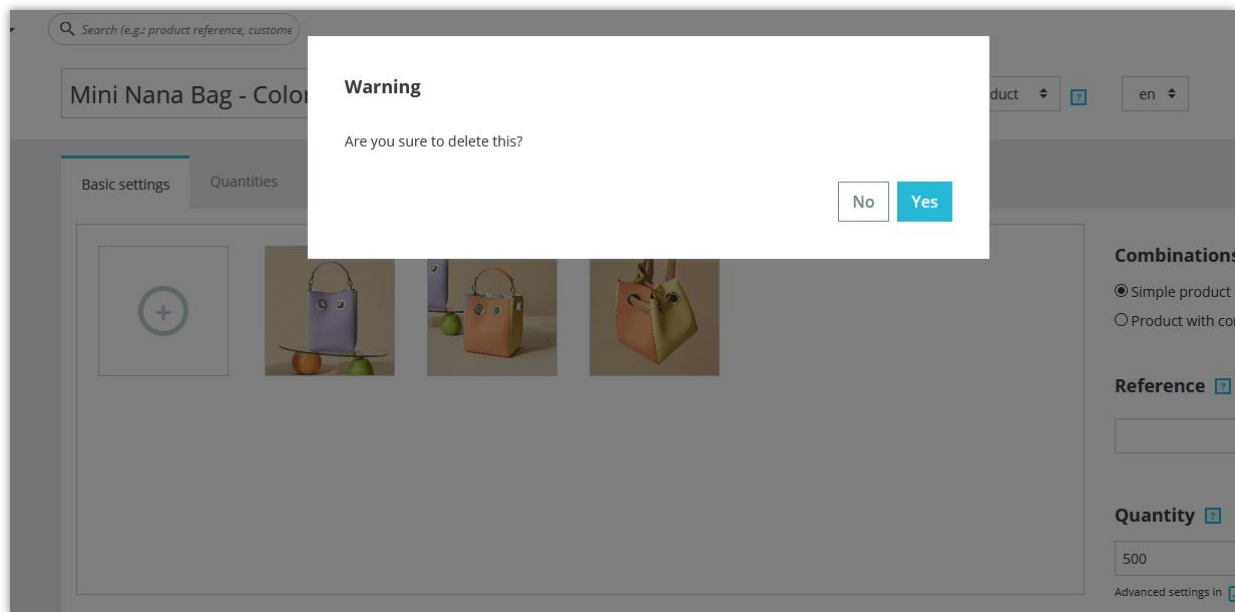 Search (e.g.: product reference, custome
Mini Nana Bag - Color
Warning
duct
en
Are you sure to delete this?
Basic settings
Quantities
No
Yes
Combinations
Simple product
Product with co
Reference
Quantity
500
Advanced settings in